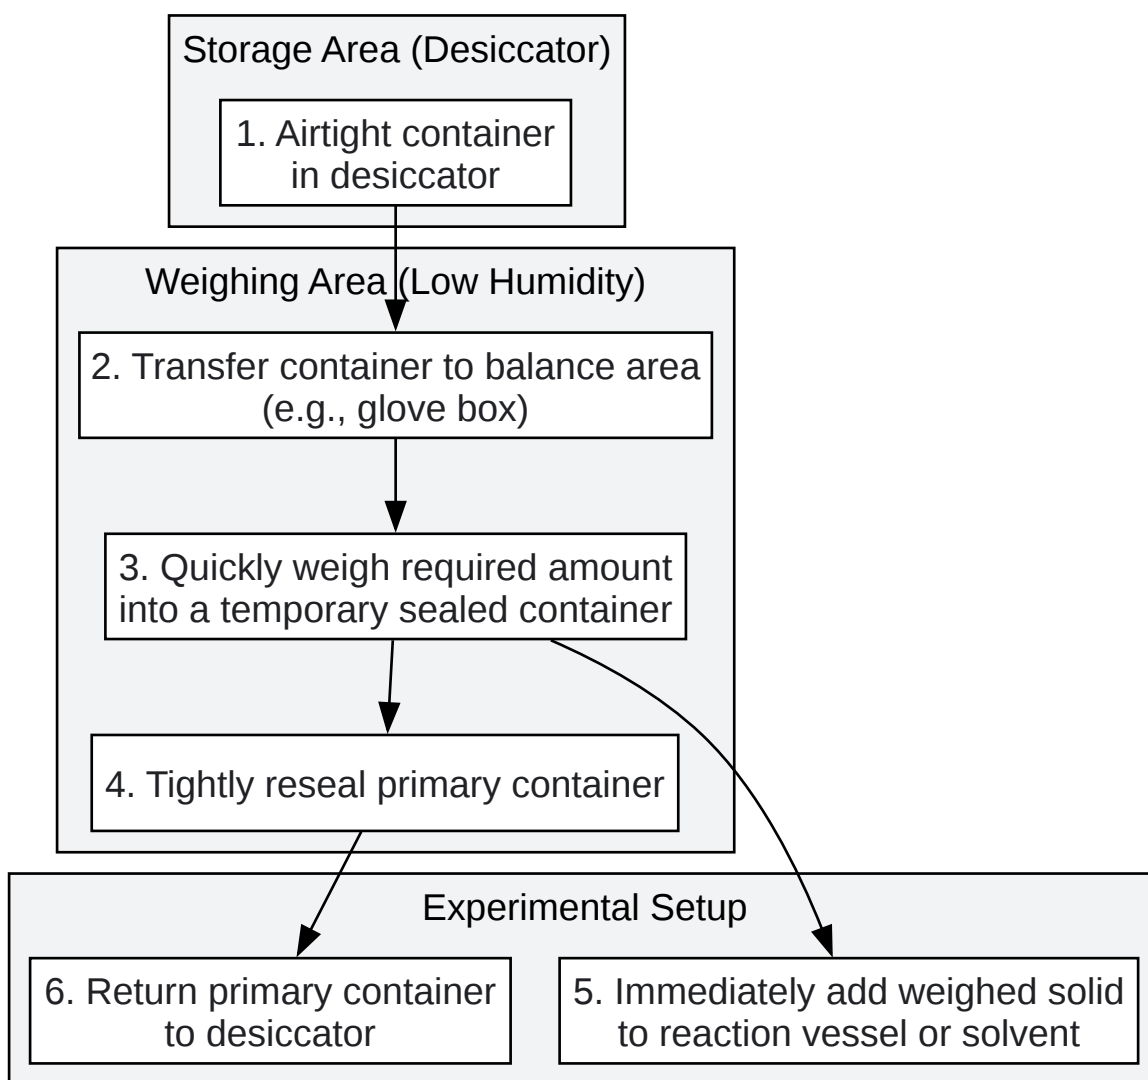 Storage Area (Desiccator)
1. Airtight container
in desiccator
Weighing Area (Low Humidity)
2. Transfer container to balance area
(e.g., glove box)
3. Quickly weigh required amount
into a temporary sealed container
4. Tightly reseal primary container
Experimental Setup
6. Return primary container
to desiccator
5. Immediately add weighed solid
to reaction vessel or solvent